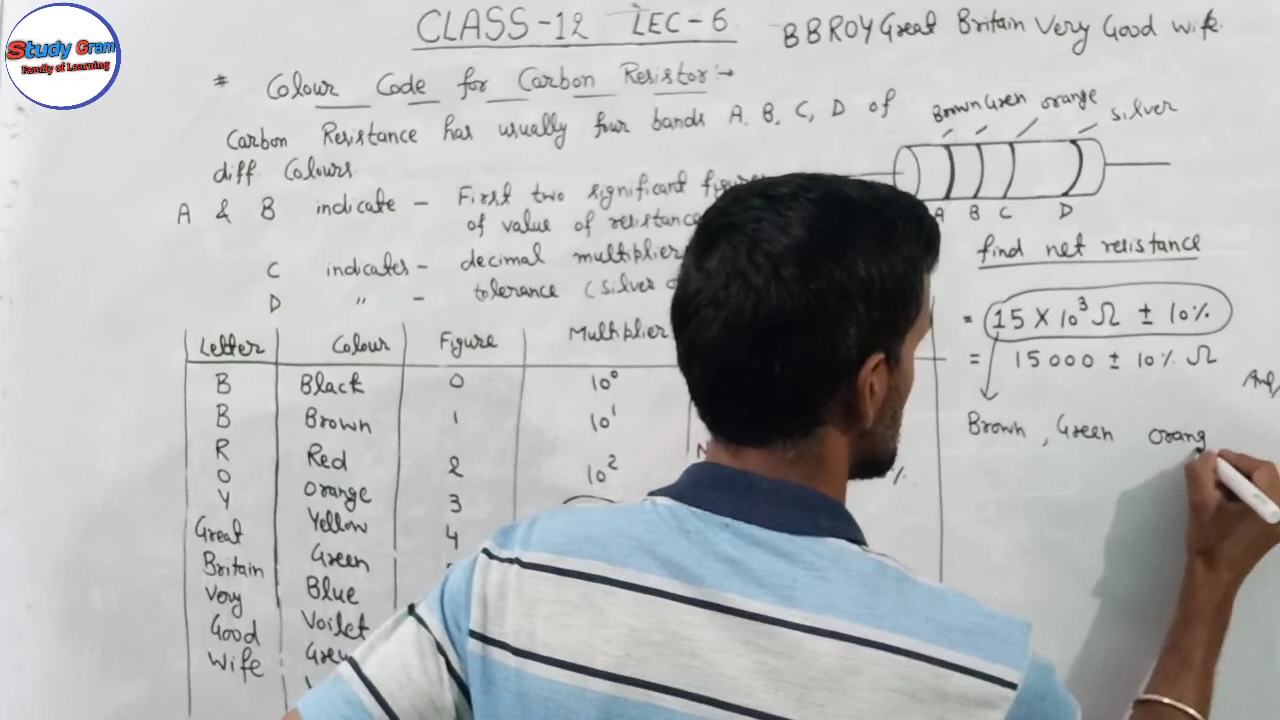 Study Gram
Family of Learning
CLASS-12 LEC-6
BBROY Great Britain Very Good wife.
* Colour Code for Carbon Resistor:→
Carbon Resistance has usually four bands A, B, C, D of
diff Colours.
A & B indicate - First two significant
of value of resistance
C indicates - decimal multiplier
D " - tolerance (silver
Brown Green orange silver
A B C D
find net resistance
= 15 X 10³ Ω ± 10%
= 15000 ± 10% Ω
Ans
Brown, Green orang
Letter Colour Figure Multiplier
B Black 0 10⁰
B Brown 1 10¹
R Red 2 10²
O Orange 3
Y Yellow 4
Great Green
Britain Blue
Very Voilet
Good Grey
Wife
%